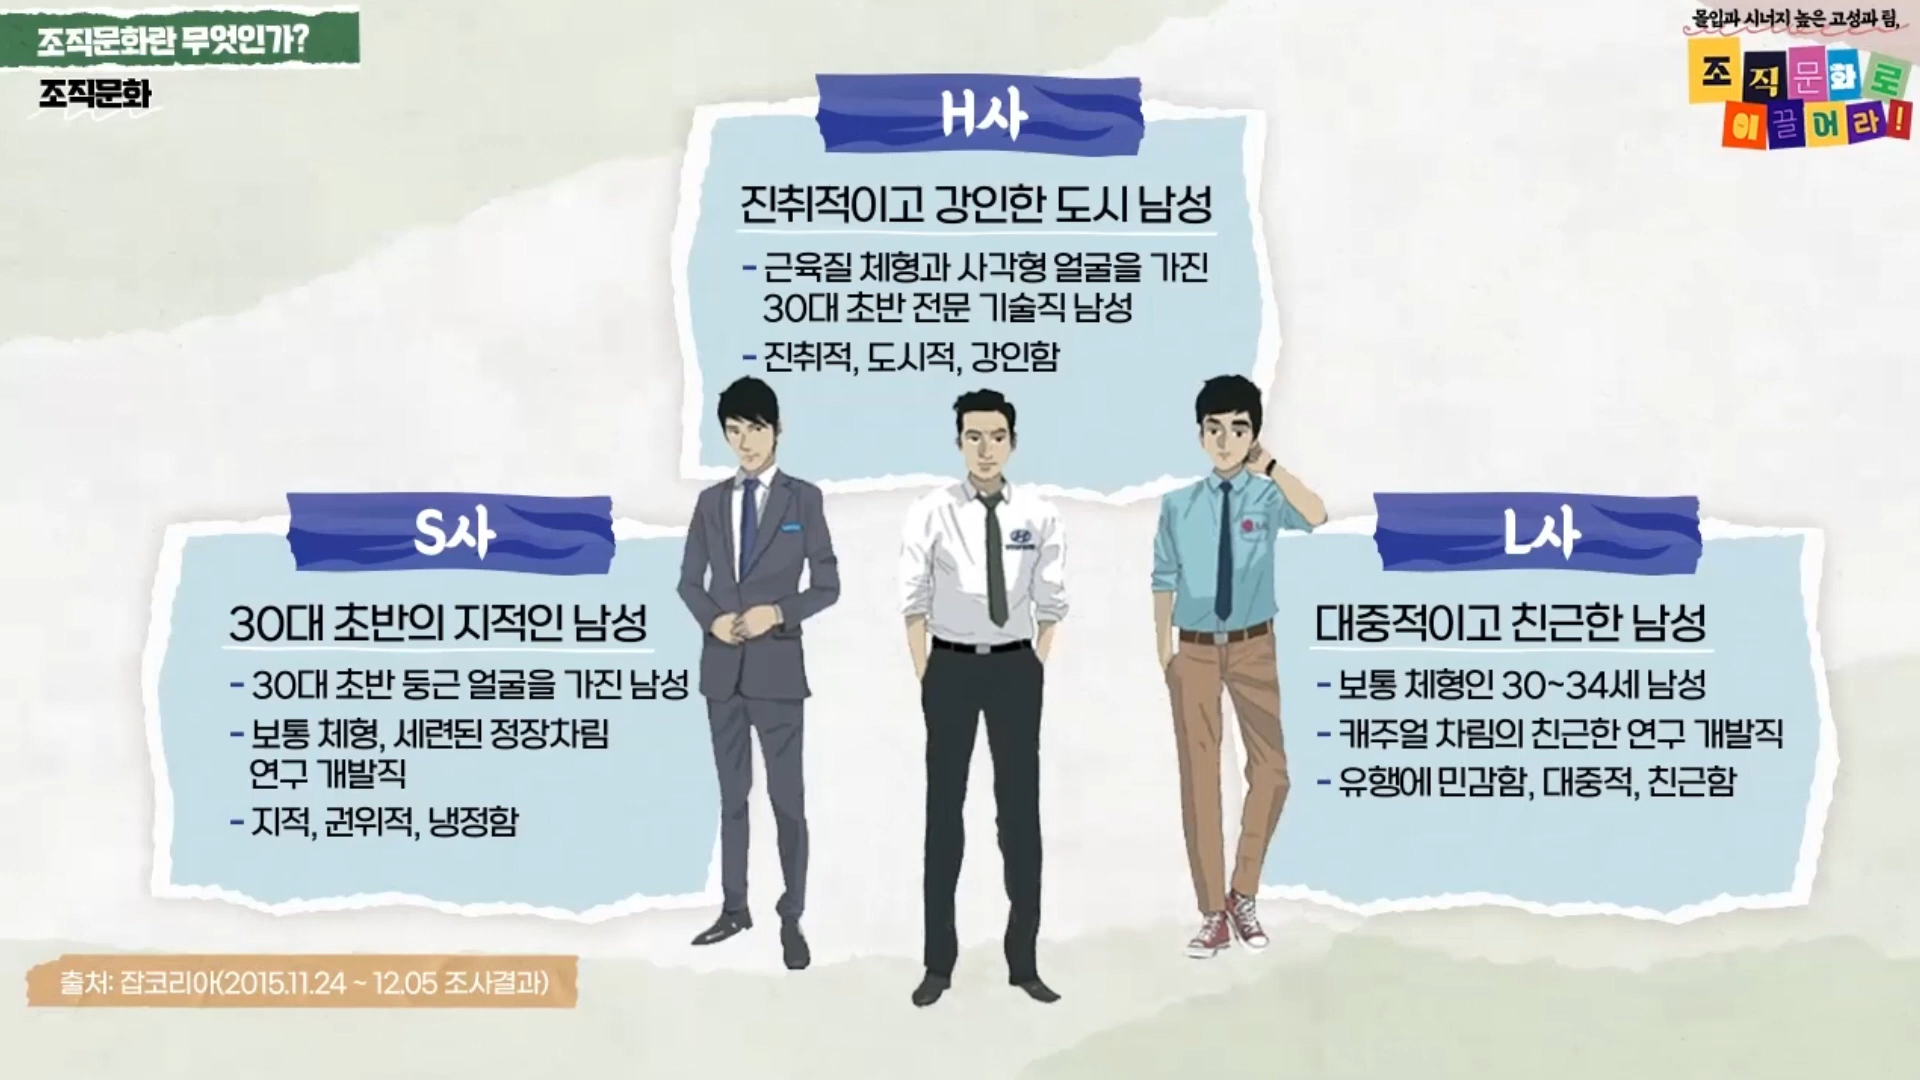 조직문화란 무엇인가?
조직문화
몰입과 시너지 높은 고성과 팀,
조직문화로
이끌어라!
H사
진취적이고 강인한 도시 남성
- 근육질 체형과 사각형 얼굴을 가진
30대 초반 전문 기술직 남성
- 진취적, 도시적, 강인함
S사
30대 초반의 지적인 남성
- 30대 초반 둥근 얼굴을 가진 남성
- 보통 체형, 세련된 정장차림
연구 개발직
- 지적, 권위적, 냉정함
L사
대중적이고 친근한 남성
- 보통 체형인 30~34세 남성
- 캐주얼 차림의 친근한 연구 개발직
- 유행에 민감함, 대중적, 친근함
출처: 잡코리아(2015.11.24 ~ 12.05 조사결과)